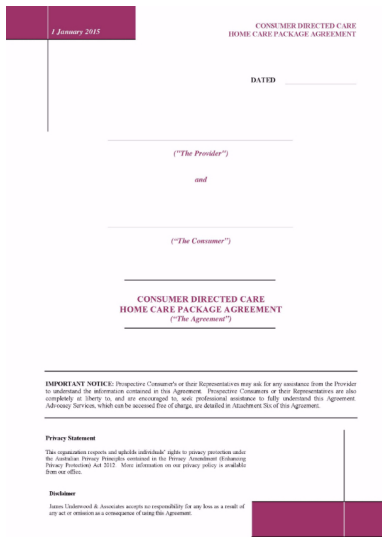 1 January 2015
CONSUMER DIRECTED CARE
HOME CARE PACKAGE AGREEMENT
DATED
("The Provider")
and
("The Consumer")
CONSUMER DIRECTED CARE
HOME CARE PACKAGE AGREEMENT
("The Agreement")
IMPORTANT NOTICE: Prospective Consumer's or their Representatives may ask for any assistance from the Provider
to understand the information contained in this Agreement. Prospective Consumers or their Representatives are also
completely at liberty to, and are encouraged to, seek professional assistance to fully understand this Agreement.
Advocacy Services, which can be accessed free of charge, are detailed in Attachment Six of this Agreement.
Privacy Statement
This organization respects and upholds individuals' rights to privacy protection under
the Australian Privacy Principles contained in the Privacy Amendment (Enhancing
Privacy Protection) Act 2012. More information on our privacy policy is available
from our office.
Disclaimer
James Underwood & Associates accepts no responsibility for any loss as a result of
any act or omission as a consequence of using this Agreement.